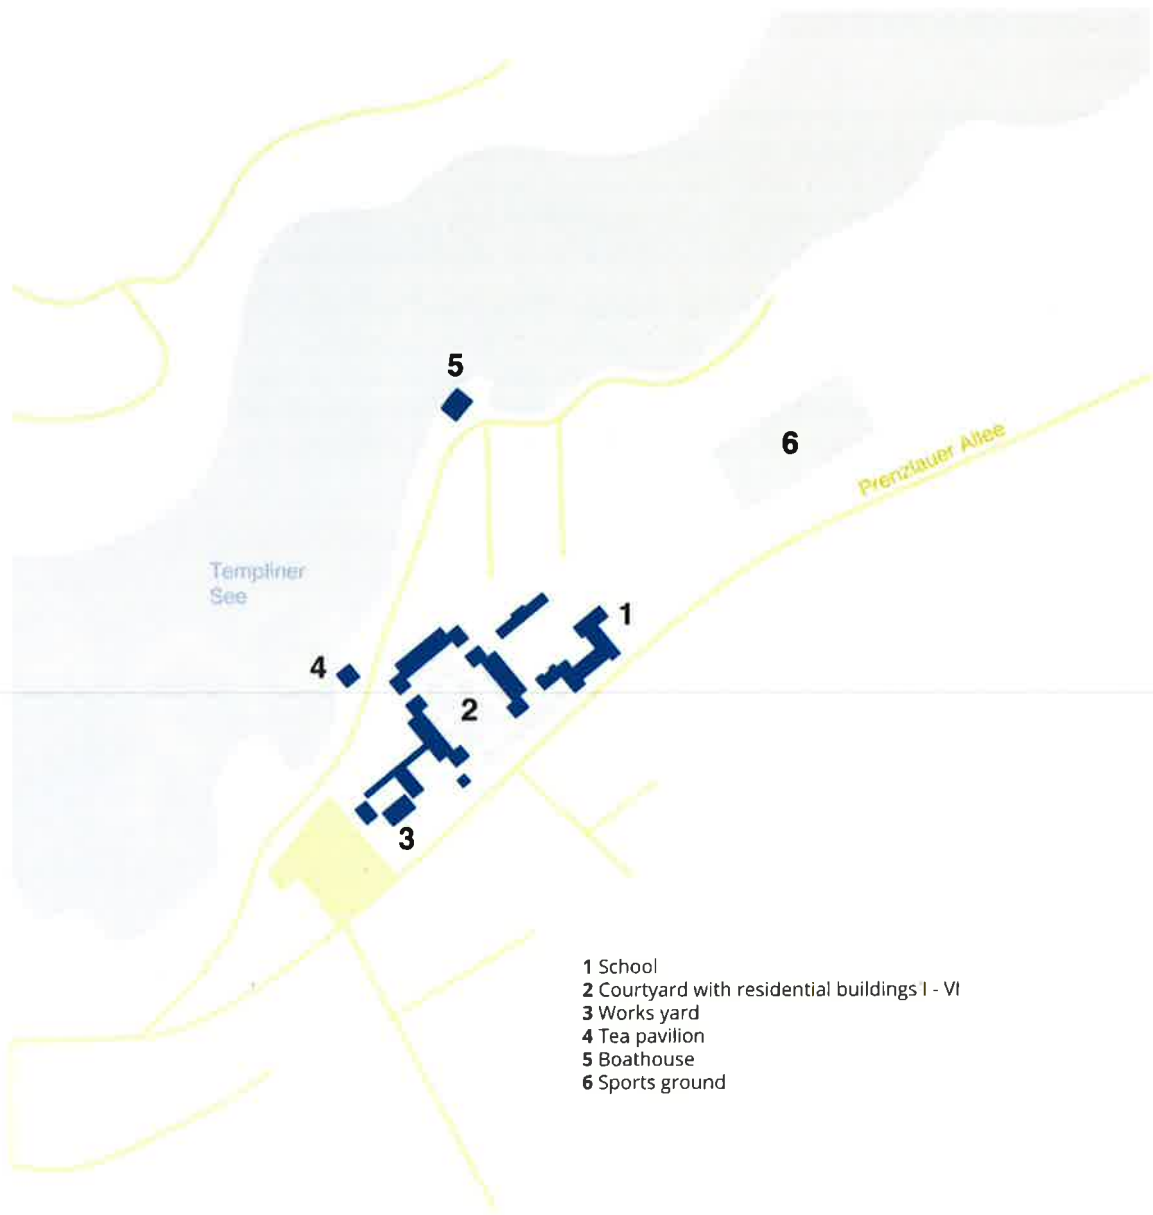 5
6
Prenzlauer Allee
Templiner
See
1
4
2
3
1 School
2 Courtyard with residential buildings I - VI
3 Works yard
4 Tea pavilion
5 Boathouse
6 Sports ground